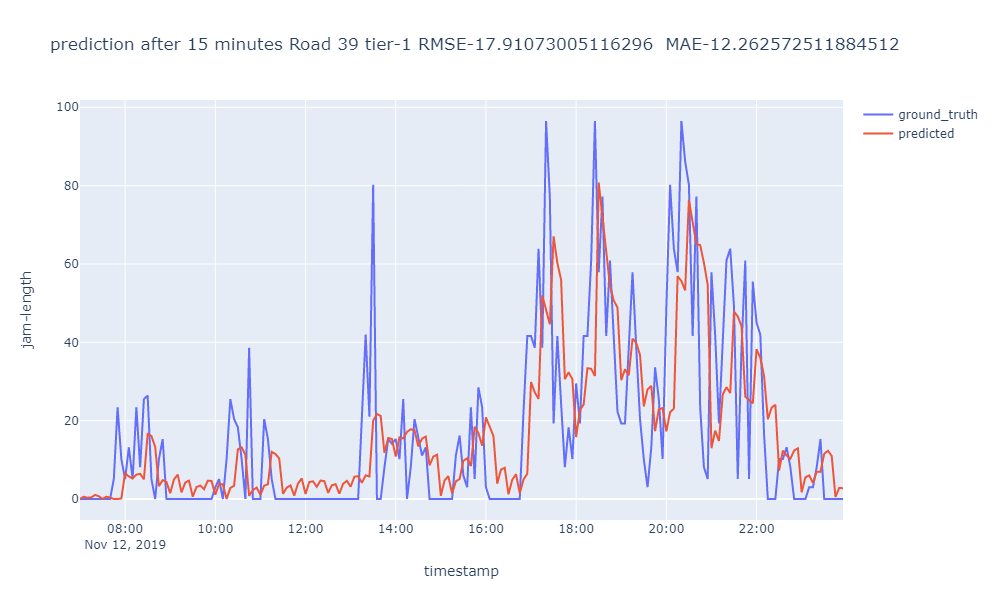 prediction after 15 minutes Road 39 tier-1 RMSE-17.91073005116296  MAE-12.262572511884512
ground_truth
predicted
jam-length
100
80
60
40
20
0
08:00 10:00 12:00 14:00 16:00 18:00 20:00 22:00
Nov 12, 2019
timestamp